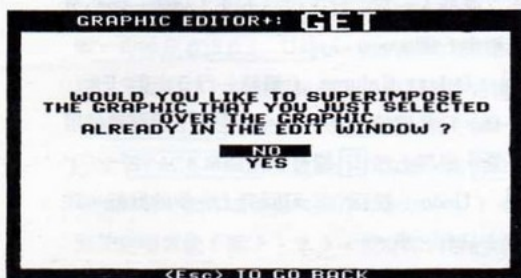 GRAPHIC EDITOR+: GET
WOULD YOU LIKE TO SUPERIMPOSE
THE GRAPHIC THAT YOU JUST SELECTED
OVER THE GRAPHIC
ALREADY IN THE EDIT WINDOW ?
NO
YES
<Esc> TO GO BACK